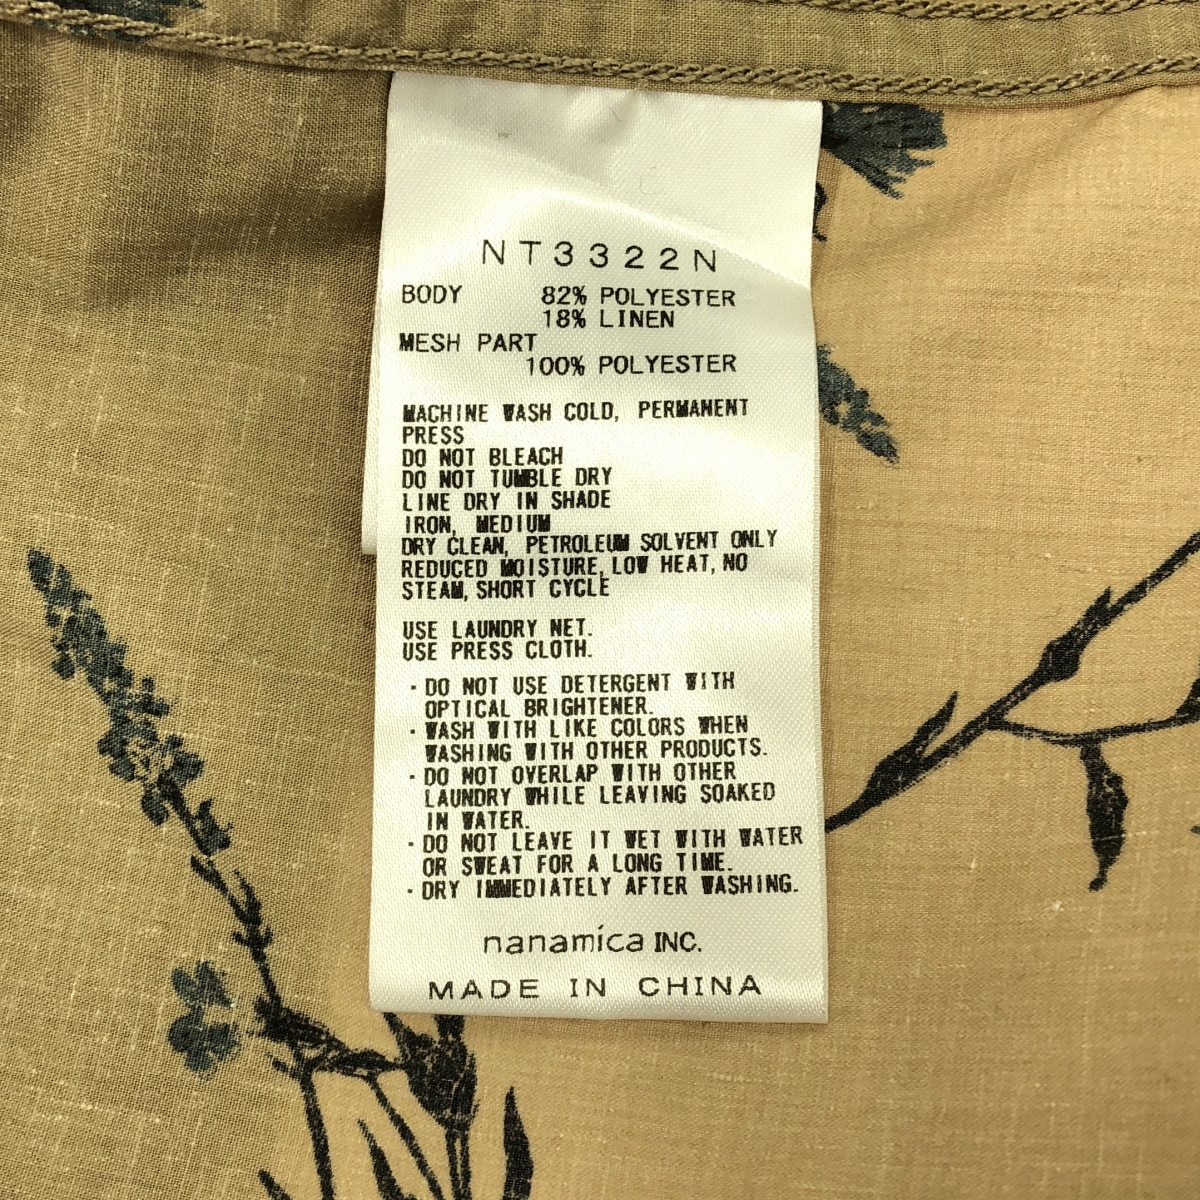 NT3322N
BODY 82% POLYESTER
18% LINEN
MESH PART
100% POLYESTER
MACHINE WASH COLD, PERMANENT
PRESS
DO NOT BLEACH
DO NOT TUMBLE DRY
LINE DRY IN SHADE
IRON, MEDIUM
DRY CLEAN, PETROLEUM SOLVENT ONLY
REDUCED MOISTURE, LOW HEAT, NO
STEAM, SHORT CYCLE
USE LAUNDRY NET.
USE PRESS CLOTH.
・DO NOT USE DETERGENT WITH
OPTICAL BRIGHTENER.
・WASH WITH LIKE COLORS WHEN
WASHING WITH OTHER PRODUCTS.
・DO NOT OVERLAP WITH OTHER
LAUNDRY WHILE LEAVING SOAKED
IN WATER.
・DO NOT LEAVE IT WET WITH WATER
OR SWEAT FOR A LONG TIME.
・DRY IMMEDIATELY AFTER WASHING.
nanamica INC.
MADE IN CHINA